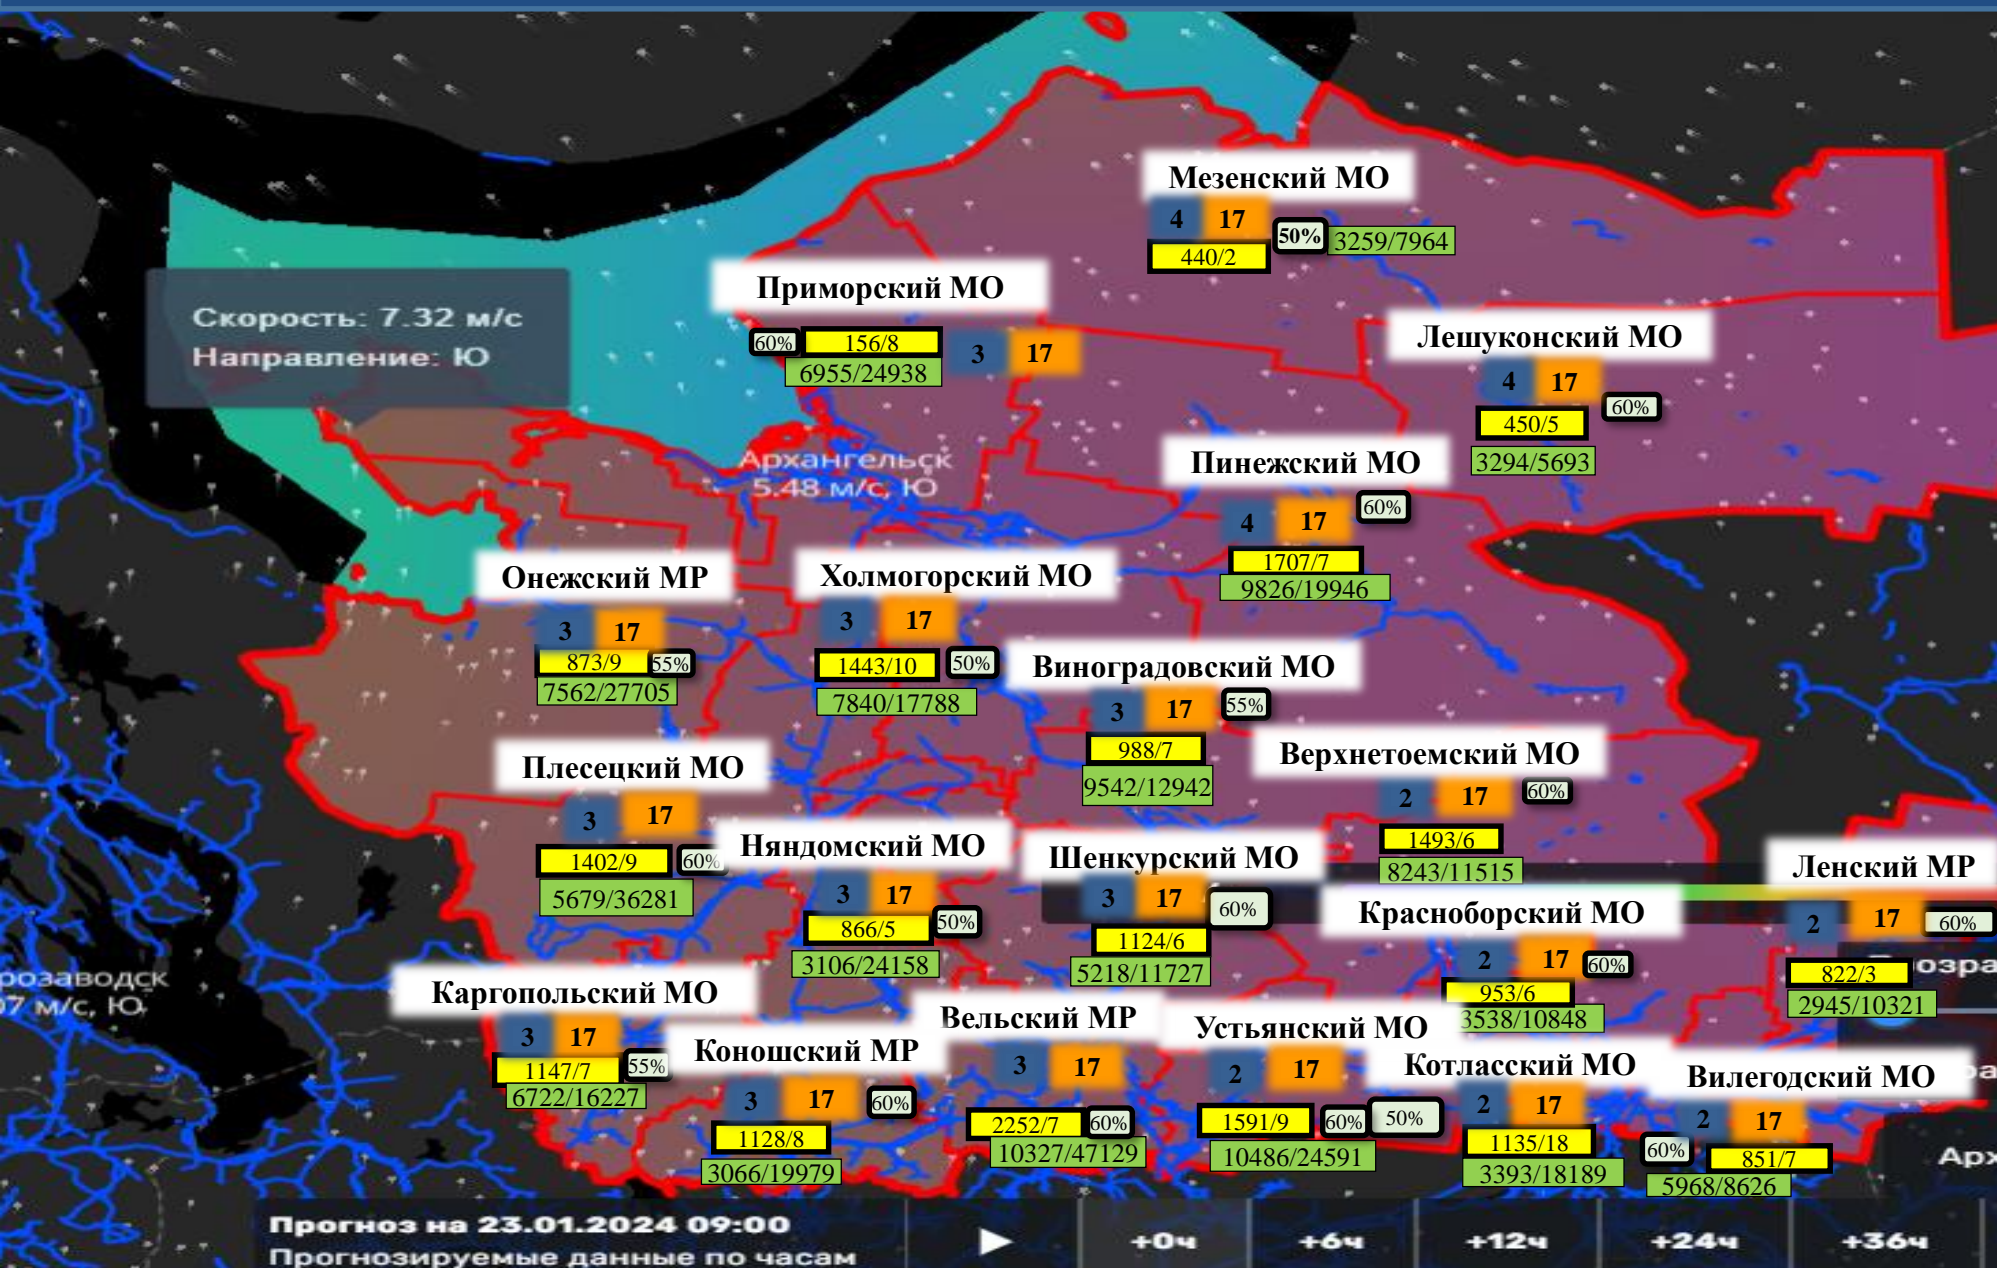 Мезенский МО
4 17
440/2
50%
3259/7964
Приморский МО
60%
156/8
6955/24938
3 17
Скорость: 7.32 м/с
Направление: Ю
Лешуконский МО
4 17
450/5
60%
3294/5693
Архангельск
5.48 м/с, Ю
Пинежский МО
4 17
60%
1707/7
9826/19946
Онежский МР
3 17
873/9
55%
7562/27705
Холмогорский МО
3 17
1443/10
50%
7840/17788
Виноградовский МО
3 17
55%
988/7
9542/12942
Верхнетоемский МО
2 17
60%
1493/6
8243/11515
Плесецкий МО
3 17
1402/9
60%
5679/36281
Няндомский МО
3 17
866/5
50%
3106/24158
Шенкурский МО
3 17
60%
1124/6
5218/11727
Ленский МР
2 17
60%
822/3
2945/10321
Красноборский МО
2 17
60%
953/6
3538/10848
розаводск
07 м/с, Ю
озра
Каргопольский МО
3 17
1147/7
55%
6722/16227
Коношский МР
3 17
60%
1128/8
3066/19979
Вельский МР
3 17
2252/7
60%
10327/47129
Устьянский МО
2 17
1591/9
60%
50%
10486/24591
Котласский МО
2 17
1135/18
3393/18189
Вилегодский МО
2 17
60%
851/7
5968/8626
ра
Арх
Прогноз на 23.01.2024 09:00
Прогнозируемые данные по часам
+0ч
+6ч
+12ч
+24ч
+36ч